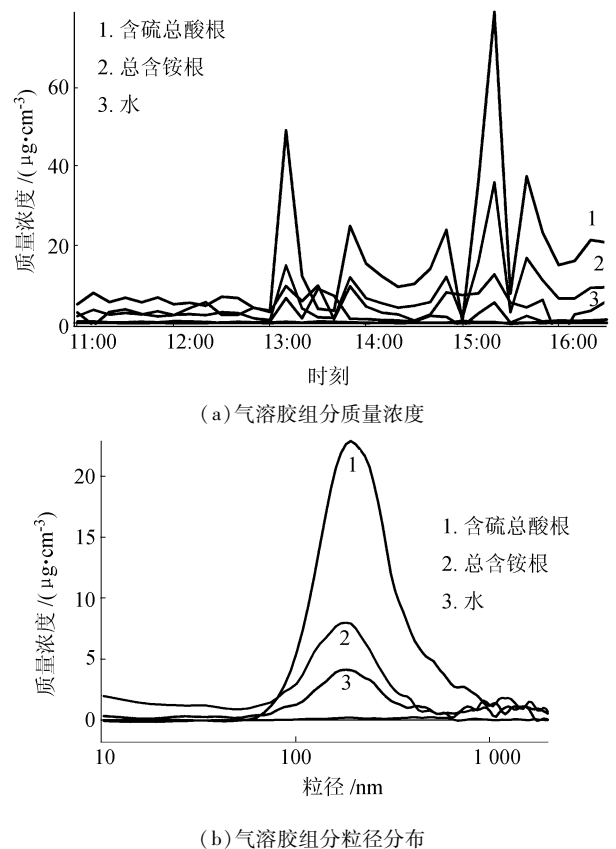 1. 含硫总酸根
2. 总含铵根
3. 水
质量浓度 /(μg·cm⁻³)
60
40
20
0
1
2
3
11:00 12:00 13:00 14:00 15:00 16:00
时刻
(a)气溶胶组分质量浓度
质量浓度 /(μg·cm⁻³)
20
15
10
5
0
1
2
3
1. 含硫总酸根
2. 总含铵根
3. 水
10 100 1 000
粒径 /nm
(b)气溶胶组分粒径分布